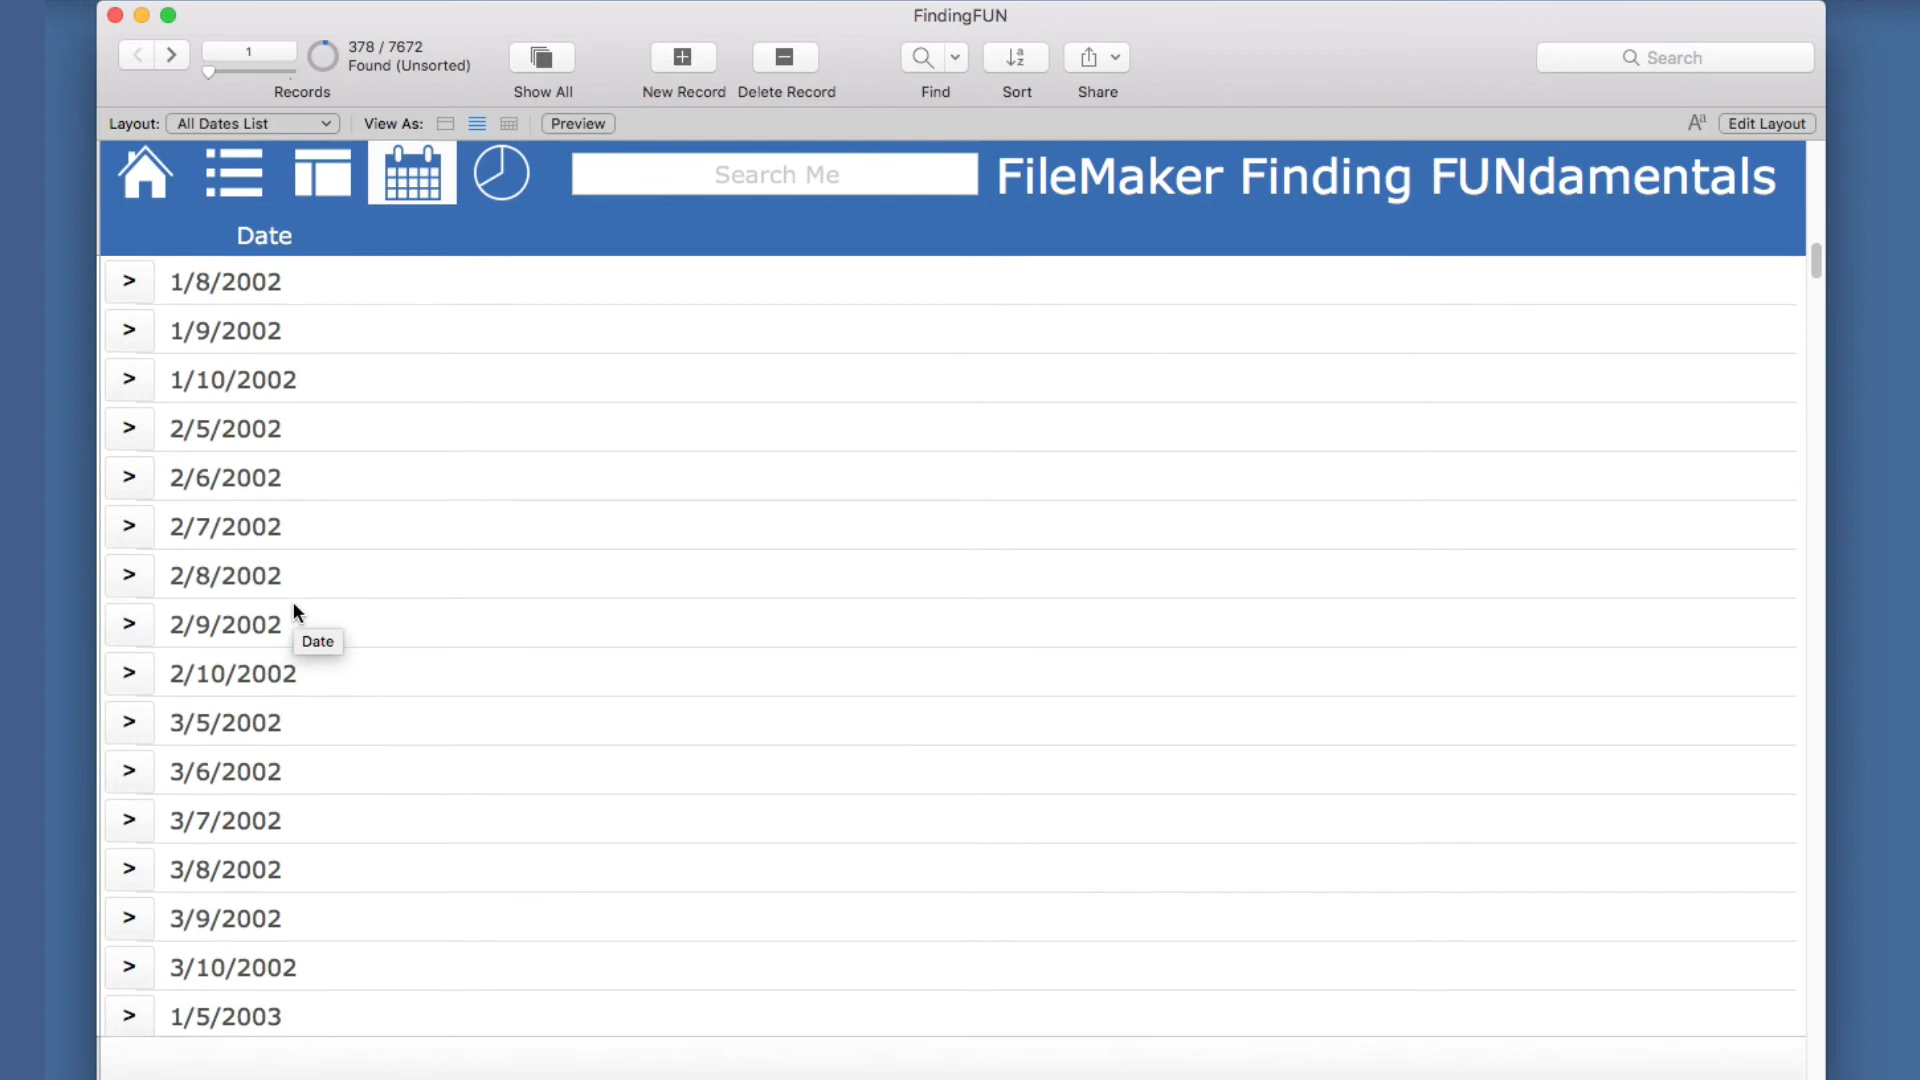 FindingFUN
1
378 / 7672
Found (Unsorted)
Records
Show All
New Record
Delete Record
Find
Sort
Share
Search
Layout: All Dates List
View As:
Preview
Aa
Edit Layout
Search Me
FileMaker Finding FUNdamentals
Date
> 1/8/2002
> 1/9/2002
> 1/10/2002
> 2/5/2002
> 2/6/2002
> 2/7/2002
> 2/8/2002
> 2/9/2002
Date
> 2/10/2002
> 3/5/2002
> 3/6/2002
> 3/7/2002
> 3/8/2002
> 3/9/2002
> 3/10/2002
> 1/5/2003